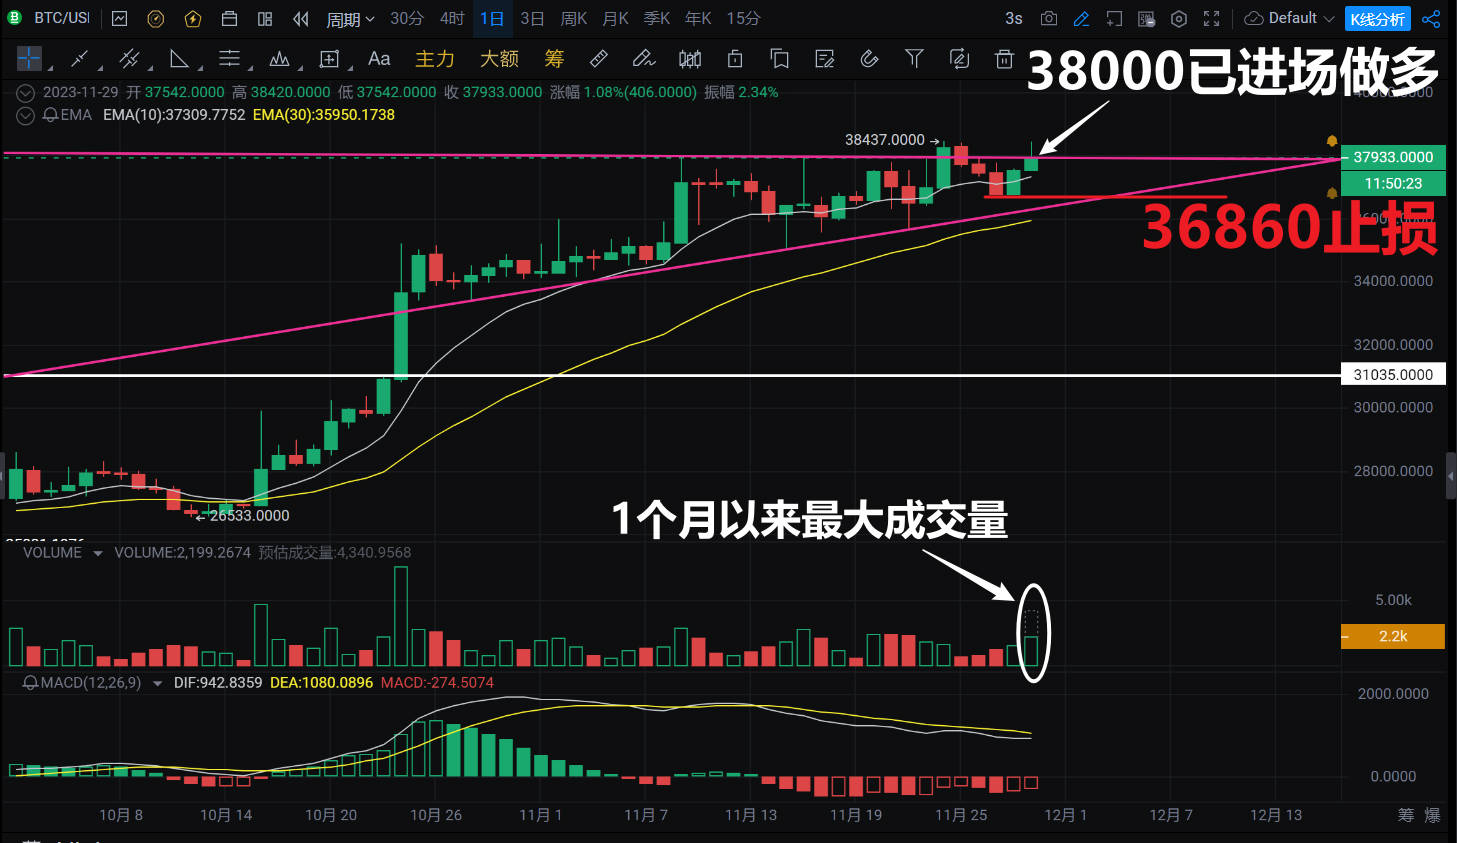 BTC/US
周期 30分 4时 1日 3日 周K 月K 季K 年K 15分 3s Default K线分析
Aa 主力 大额 筹
38000已进场做多
2023-11-29 开 37542.0000 高 38420.0000 低 37542.0000 收 37933.0000 涨幅 1.08%(406.0000) 振幅 2.34%
EMA EMA(10):37309.7752 EMA(30):35950.1738
38437.0000
37933.0000
11:50:23
36860止损
34000.0000
32000.0000
31035.0000
30000.0000
28000.0000
26533.0000
1个月以来最大成交量
VOLUME VOLUME:2,199.2674 预估成交量:4,340.9568
5.00k
2.2k
MACD(12,26,9) DIF:942.8359 DEA:1080.0896 MACD:-274.5074
2000.0000
0.0000
10月 8 10月 14 10月 20 10月 26 11月 1 11月 7 11月 13 11月 19 11月 25 12月 1 12月 7 12月 13 筹 爆